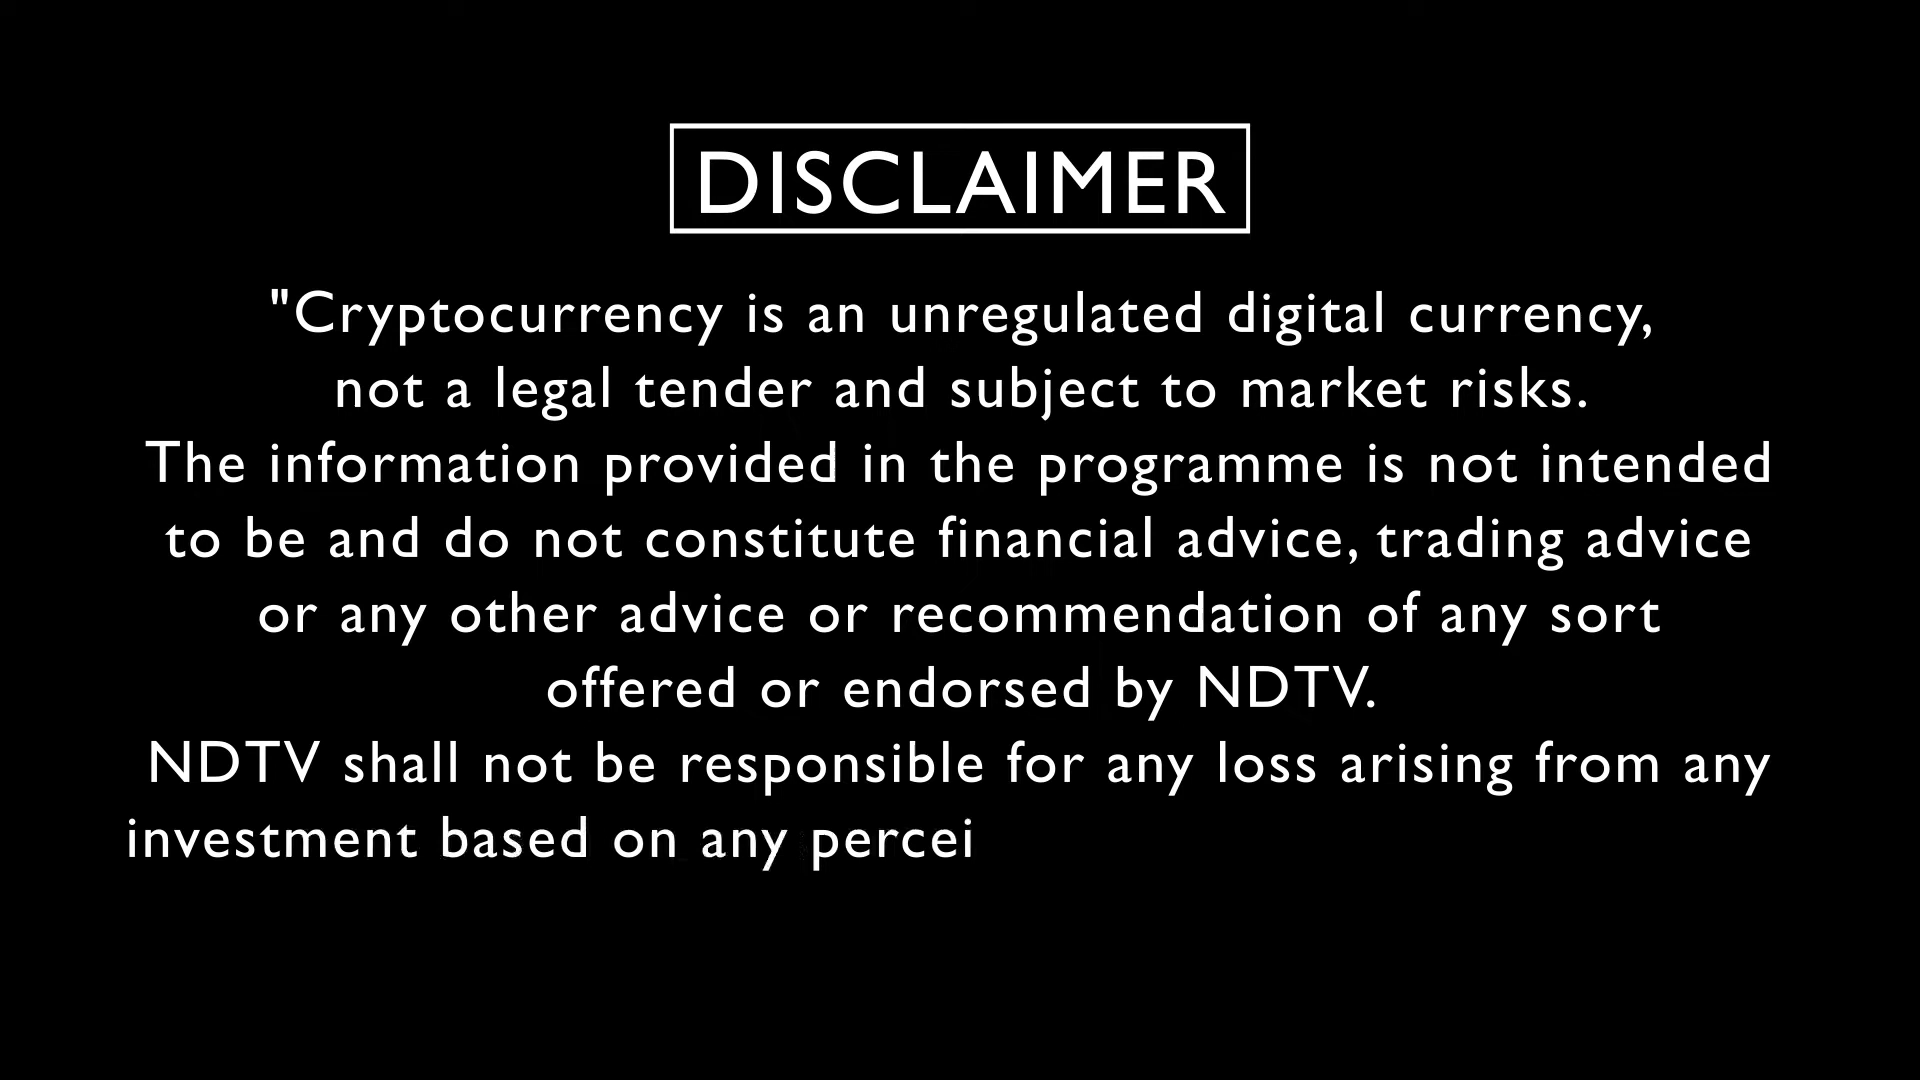 DISCLAIMER
"Cryptocurrency is an unregulated digital currency,
not a legal tender and subject to market risks.
The information provided in the programme is not intended
to be and do not constitute financial advice, trading advice
or any other advice or recommendation of any sort
offered or endorsed by NDTV.
NDTV shall not be responsible for any loss arising from any
investment based on any percei